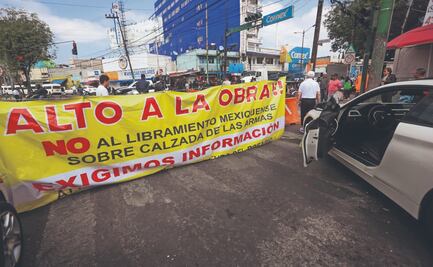 ALTO A LA OBRA
NO AL LIBRAMIENTO MEXIQUENSE
SOBRE CALZADA DE LAS ARMAS
EXIGIMOS INFORMACIÓN